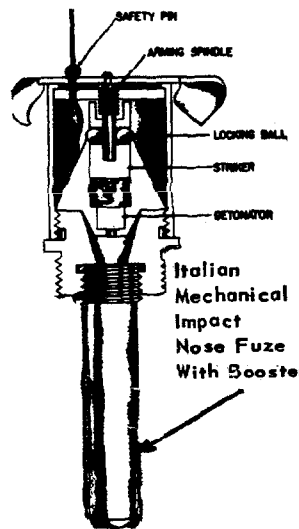 SAFETY PIN
ARMING SPINDLE
LOCKING BALL
STRIKER
DETONATOR
Italian
Mechanical
Impact
Nose Fuze
With Booste